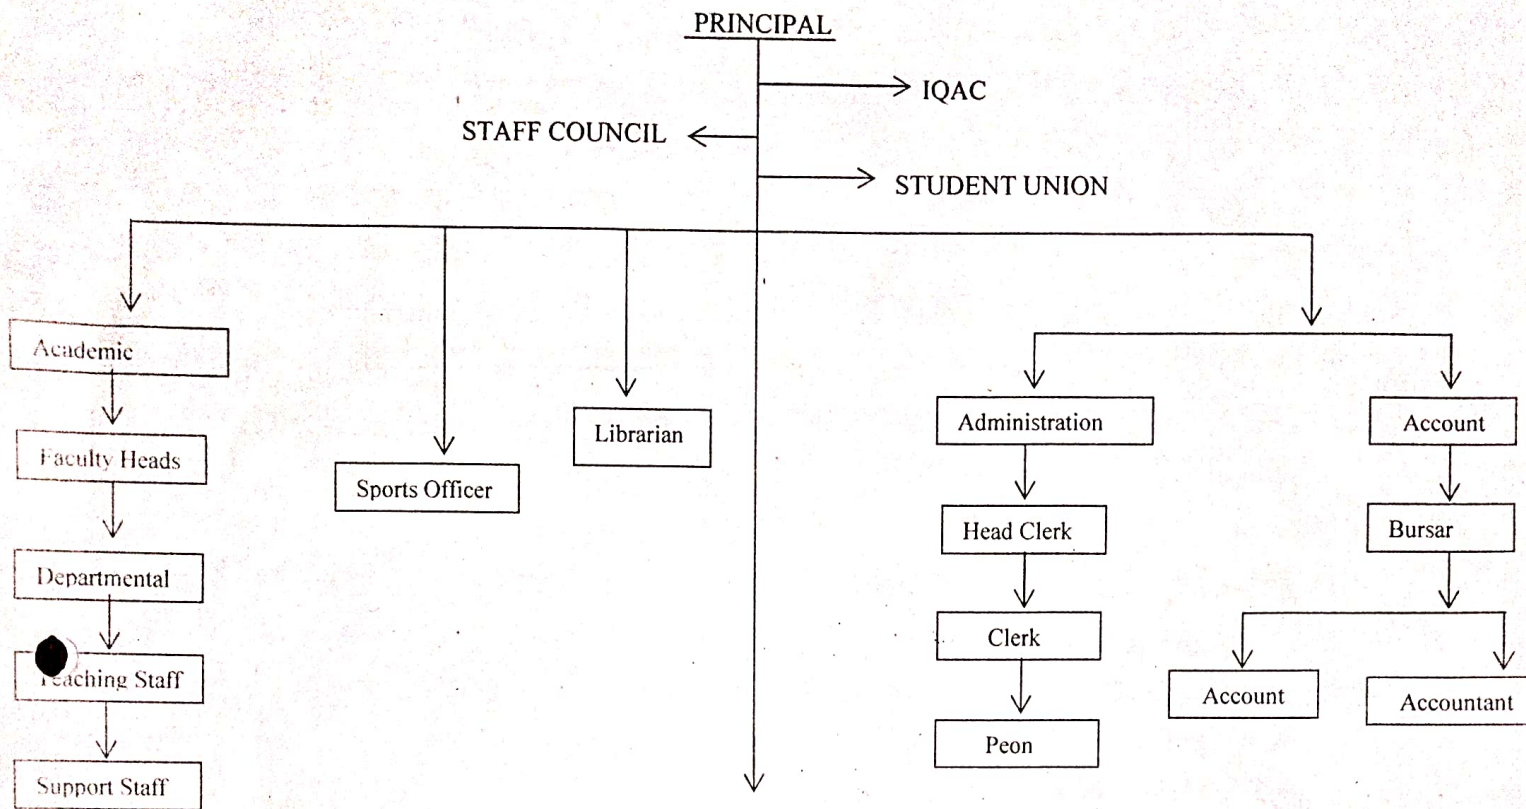 PRINCIPAL
IQAC
STAFF COUNCIL
STUDENT UNION
Academic
Faculty Heads
Departmental
Teaching Staff
Support Staff
Sports Officer
Librarian
Administration
Head Clerk
Clerk
Peon
Account
Bursar
Account
Accountant